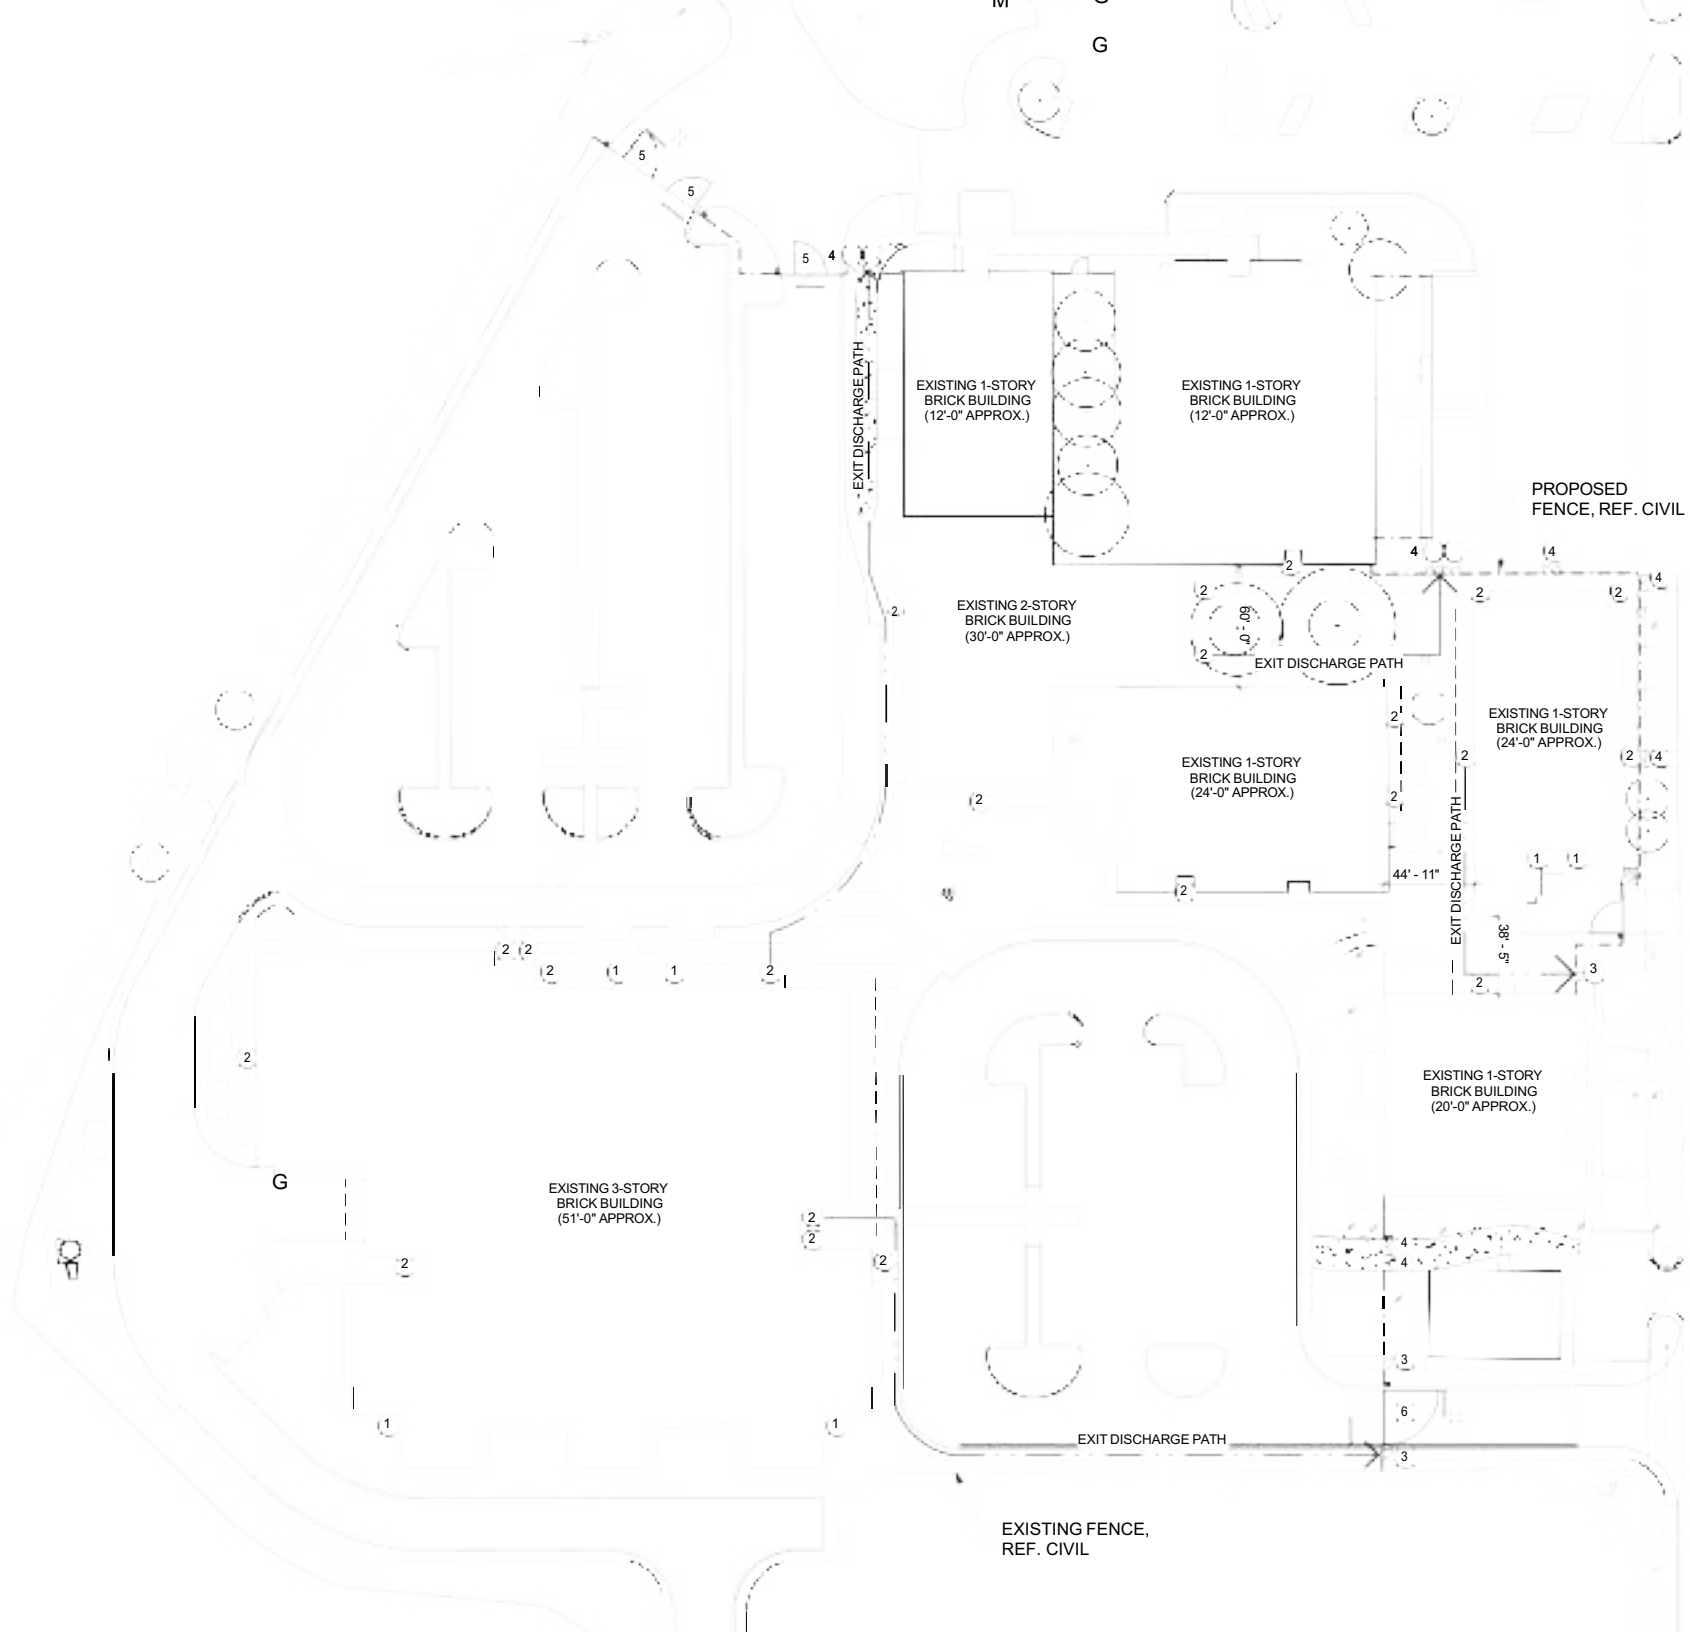 M
G
G
5
5
5
4
EXIT DISCHARGE PATH
EXISTING 1-STORY
BRICK BUILDING
(12'-0" APPROX.)
EXISTING 1-STORY
BRICK BUILDING
(12'-0" APPROX.)
PROPOSED
FENCE, REF. CIVIL
4
4
4
2
2
2
2
2
EXISTING 2-STORY
BRICK BUILDING
(30'-0" APPROX.)
60' - 0"
2
EXIT DISCHARGE PATH
2
EXISTING 1-STORY
BRICK BUILDING
(24'-0" APPROX.)
2
2
4
EXISTING 1-STORY
BRICK BUILDING
(24'-0" APPROX.)
2
2
EXIT DISCHARGE PATH
1
1
44' - 11"
2
38' - 5"
2
2
2
1
1
2
3
2
2
EXISTING 1-STORY
BRICK BUILDING
(20'-0" APPROX.)
G
EXISTING 3-STORY
BRICK BUILDING
(51'-0" APPROX.)
2
2
2
2
4
4
3
1
1
6
EXIT DISCHARGE PATH
3
EXISTING FENCE,
REF. CIVIL